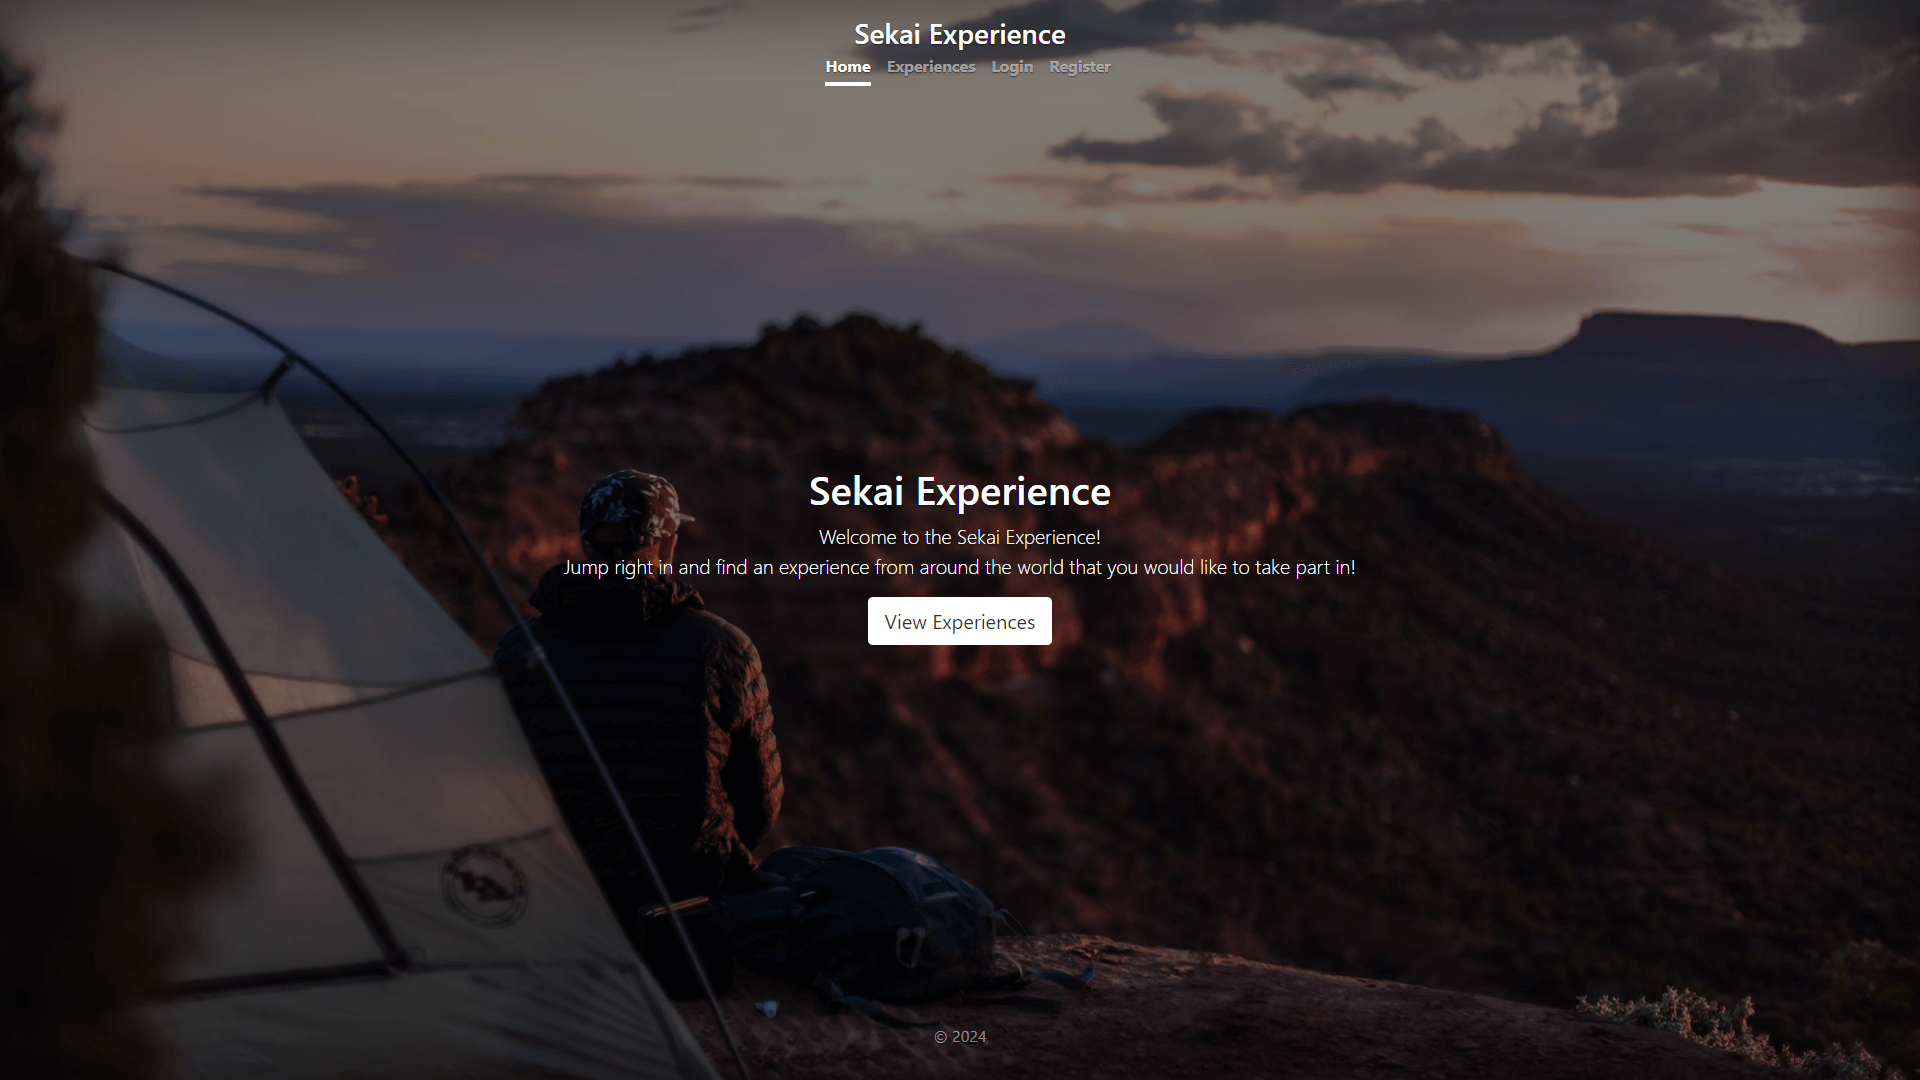 Sekai Experience
Home Experiences Login Register
Sekai Experience
Welcome to the Sekai Experience!
Jump right in and find an experience from around the world that you would like to take part in!
View Experiences
© 2024